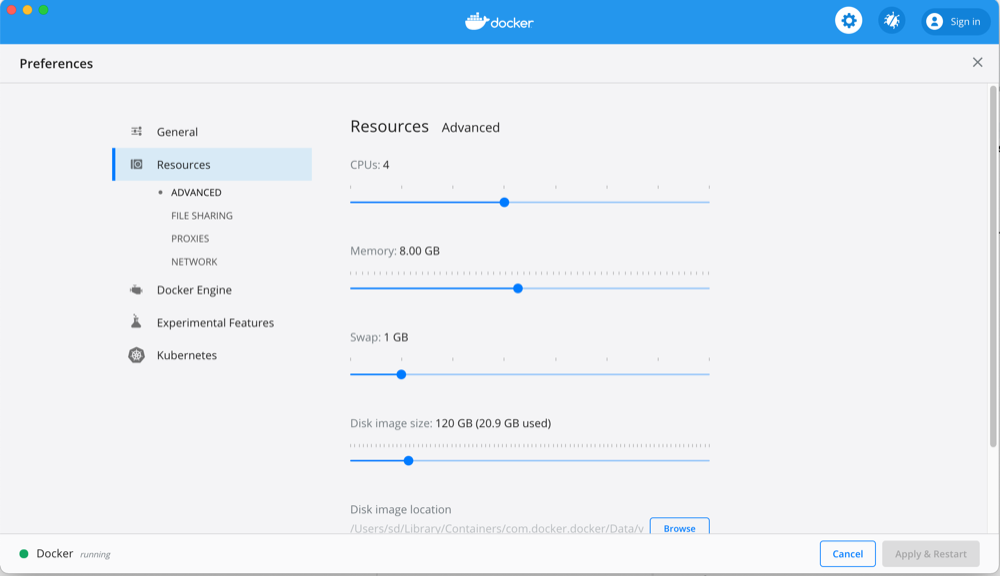 docker
Sign in
Preferences
General
Resources
ADVANCED
FILE SHARING
PROXIES
NETWORK
Docker Engine
Experimental Features
Kubernetes
Resources Advanced
CPUs: 4
Memory: 8.00 GB
Swap: 1 GB
Disk image size: 120 GB (20.9 GB used)
Disk image location
/Users/sd/Library/Containers/com.docker.docker/Data/v
Browse
Docker running
Cancel
Apply & Restart